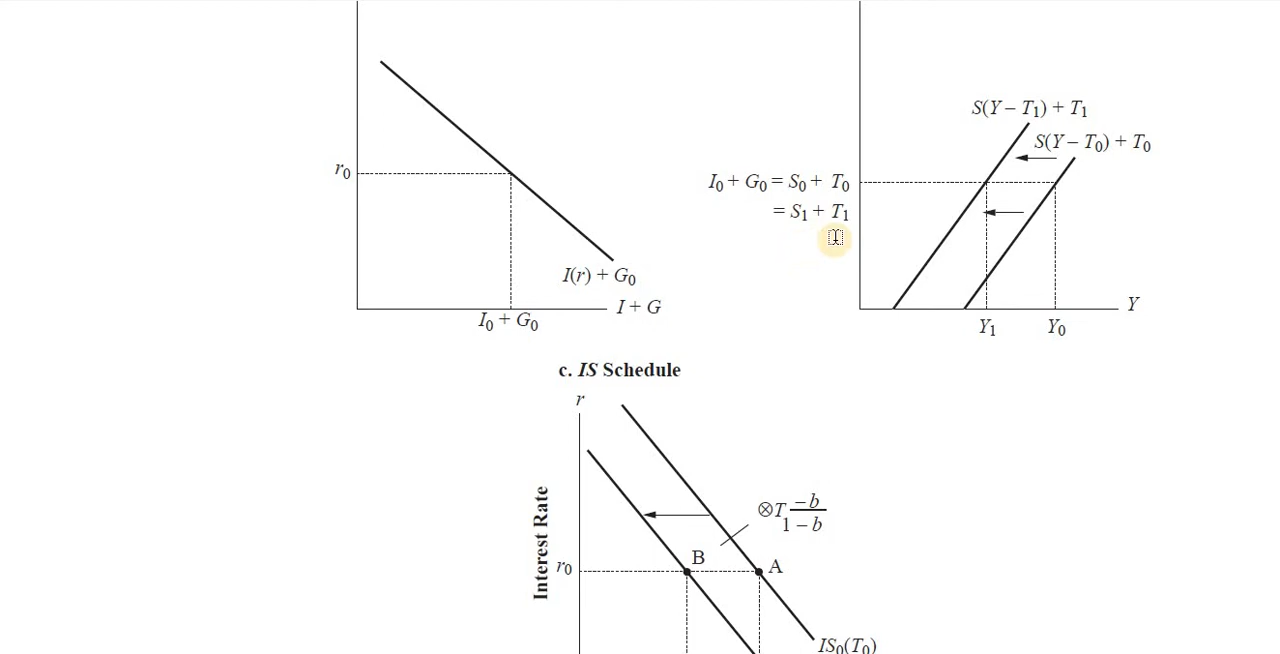 S(Y – T₁) + T₁
S(Y – T₀) + T₀
r₀
I₀ + G₀ = S₀ + T₀
= S₁ + T₁
I(r) + G₀
I + G
I₀ + G₀
Y
Y₁
Y₀
c. IS Schedule
r
Interest Rate
⊗T –b
1 – b
B
A
r₀
IS₀(T₀)